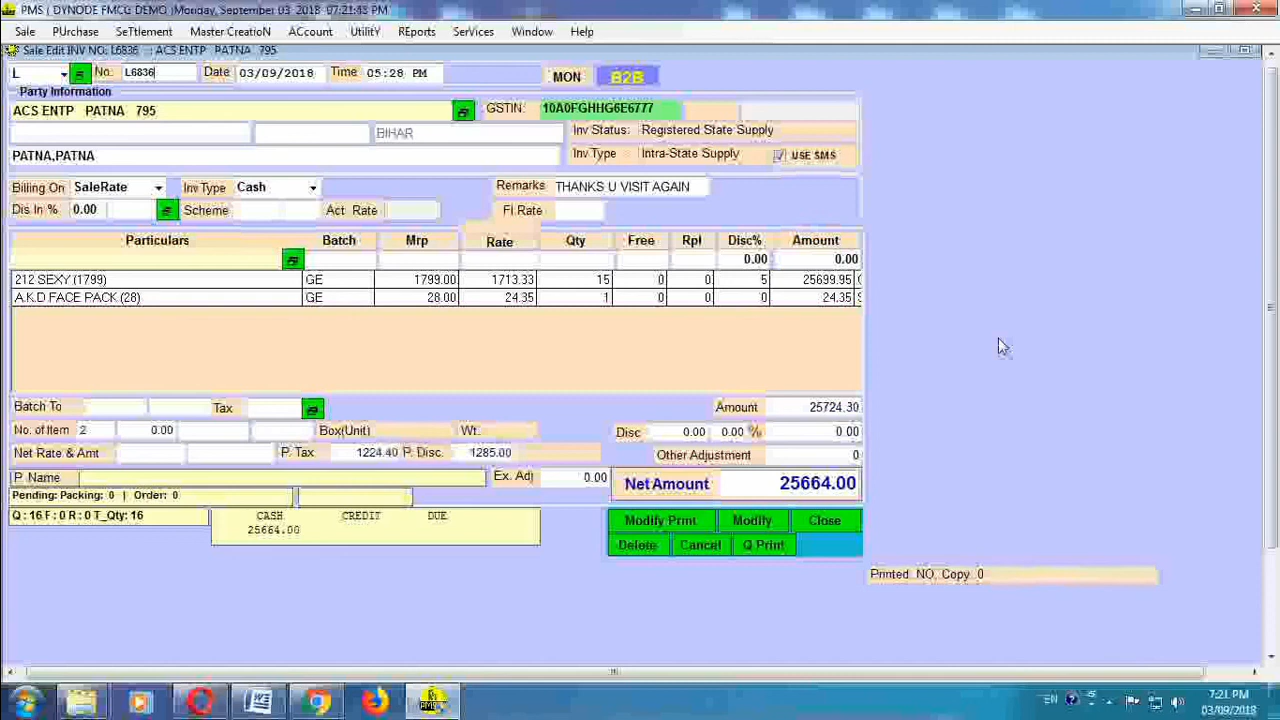 PMS ( DYNODE FMCG DEMO )Monday, September 03 2018 07:21:43 PM
Sale PUrchase SeTtlement Master CreatioN ACcount UtilitY REports SerVices Window Help
Sale Edit INV NO: L6836 : ACS ENTP PATNA 795
L No. L6836 Date 03/09/2018 Time 05:28 PM MON B2B
Party Information
ACS ENTP PATNA 795 GSTIN: 10A0FGHHG6E6777
BIHAR Inv Status: Registered State Supply
PATNA,PATNA Inv Type Intra-State Supply USE SMS
Billing On SaleRate Inv Type Cash Remarks THANKS U VISIT AGAIN
Dis In % 0.00 Scheme Act Rate Fl Rate
Particulars Batch Mrp Rate Qty Free Rpl Disc% Amount
0.00 0.00
212 SEXY (1799) GE 1799.00 1713.33 15 0 0 5 25699.95
A.K.D FACE PACK (28) GE 28.00 24.35 1 0 0 0 24.35
Batch To Tax Amount 25724.30
No. of Item 2 0.00 Box(Unit) Wt. Disc 0.00 0.00 % 0.00
Net Rate & Amt P. Tax 1224.40 P. Disc. 1285.00 Other Adjustment 0
P Name Ex. Adj 0.00 Net Amount 25664.00
Pending: Packing: 0 | Order: 0
Q : 16 F : 0 R : 0 T_Qty: 16 CASH CREDIT DUE
25664.00
Modify Prnt Modify Close
Delete Cancel Q Print
Printed NO, Copy 0
EN 7:21 PM
03/09/2018